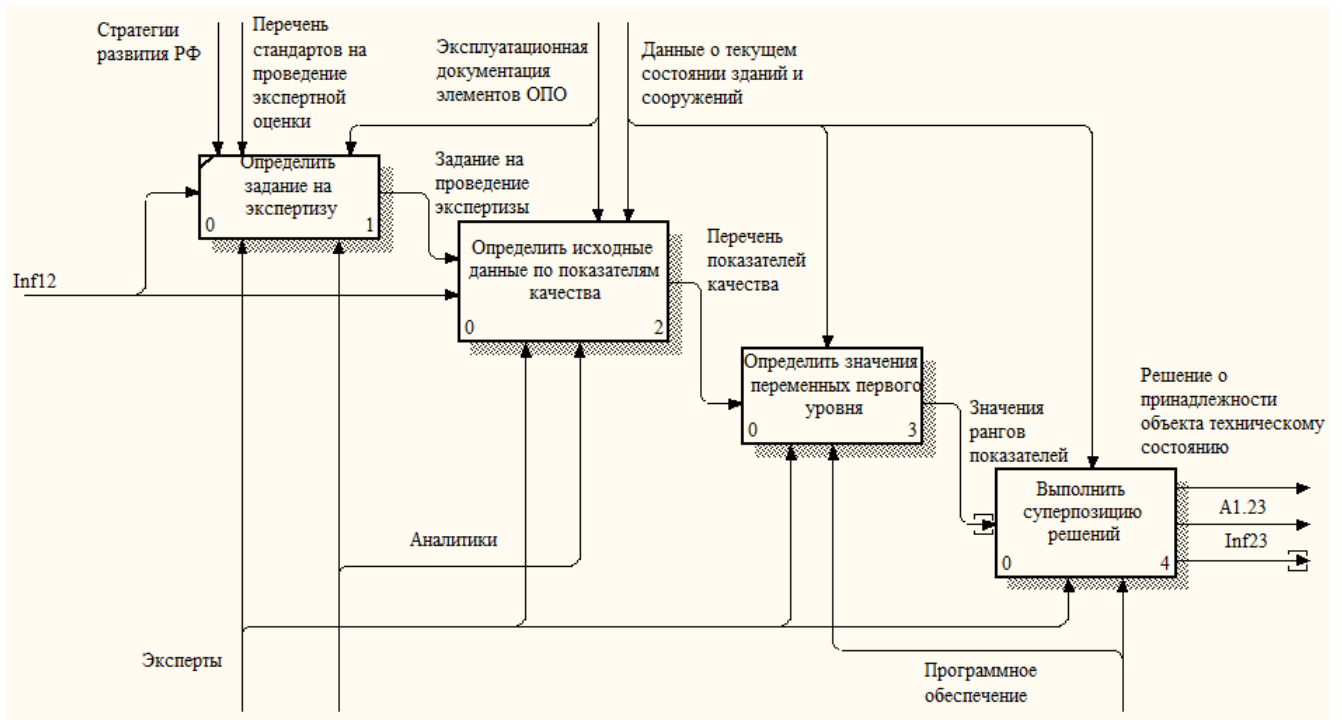 Стратегии
развития РФ
Перечень
стандартов на
проведение
экспертной
оценки
Эксплуатационная
документация
элементов ОПО
Данные о текущем
состоянии зданий и
сооружений
Определить
задание на
экспертизу
0
1
Задание на
проведение
экспертизы
Inf12
Определить исходные
данные по показателям
качества
0
2
Перечень
показателей
качества
Определить значения
переменных первого
уровня
0
3
Значения
рангов
показателей
Решение о
принадлежности
объекта техническому
состоянию
Выполнить
суперпозицию
решений
0
4
A1.23
Inf23
Аналитики
Эксперты
Программное
обеспечение